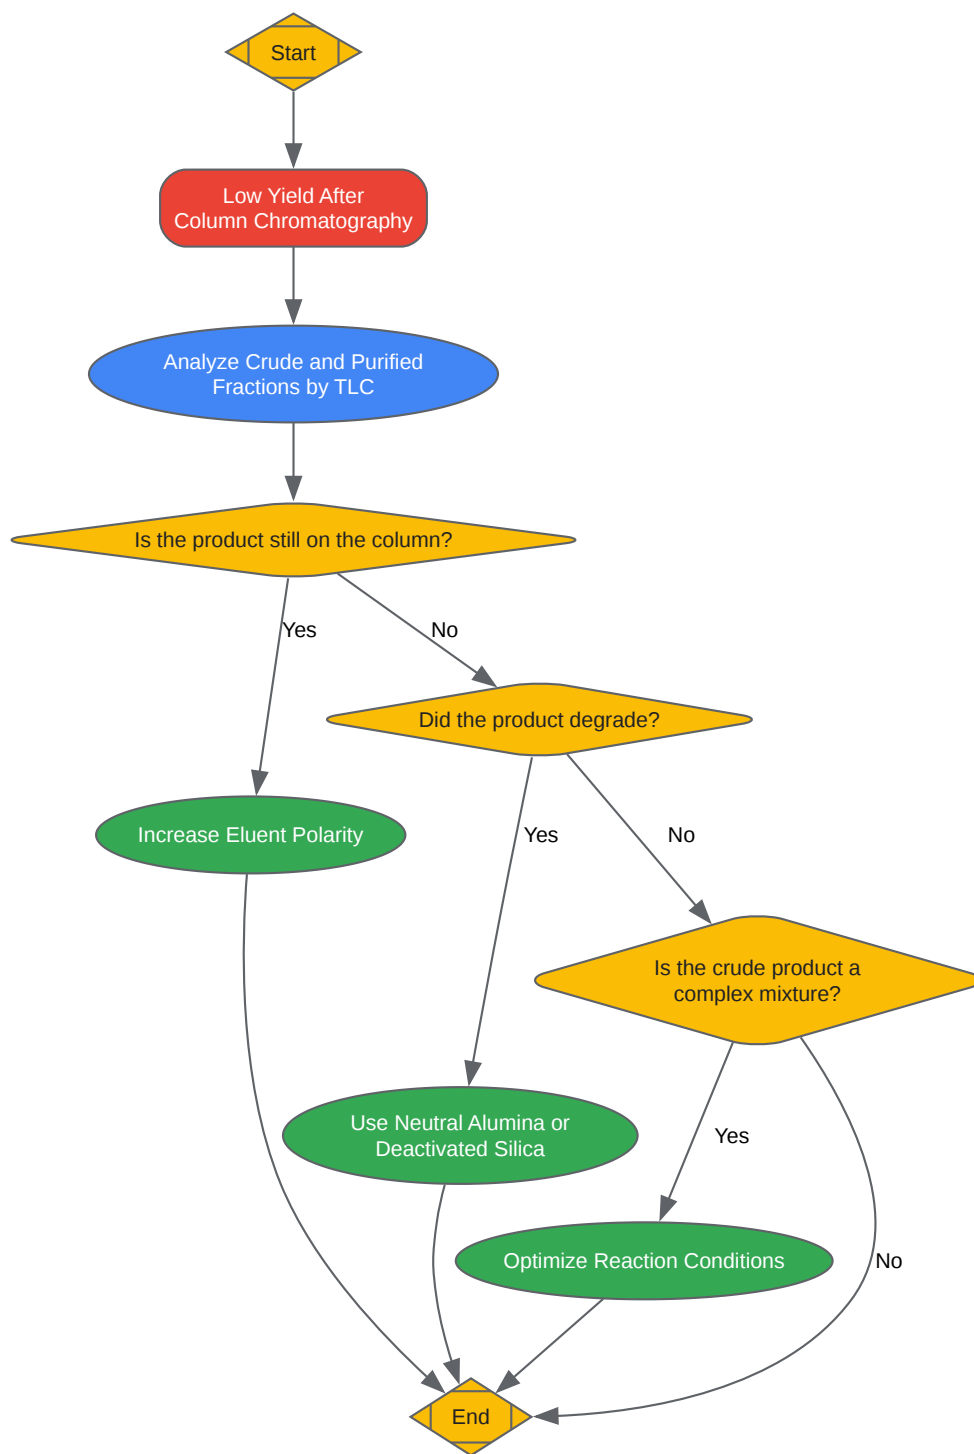 Start
Low Yield After
Column Chromatography
Analyze Crude and Purified
Fractions by TLC
Is the product still on the column?
Yes
No
Did the product degrade?
Increase Eluent Polarity
Yes
No
Is the crude product a
complex mixture?
Use Neutral Alumina or
Deactivated Silica
Yes
Optimize Reaction Conditions
No
End